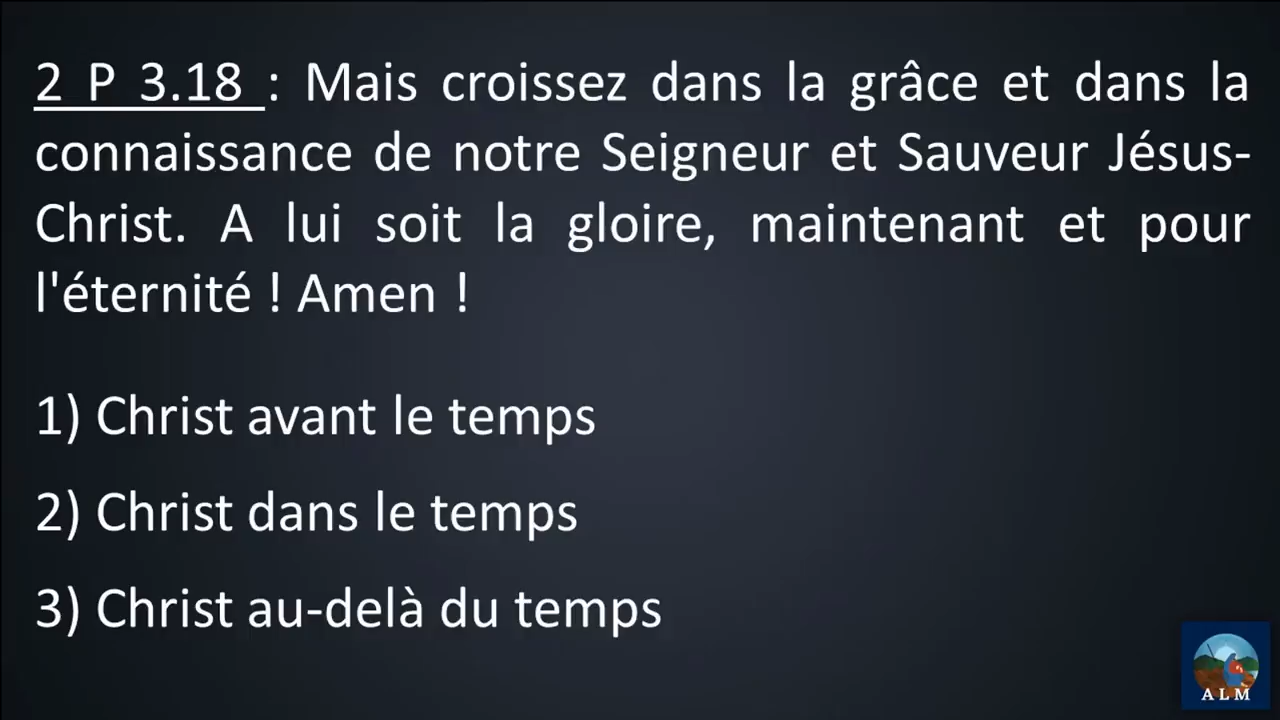 2 P 3.18 : Mais croissez dans la grâce et dans la
connaissance de notre Seigneur et Sauveur Jésus-
Christ. A lui soit la gloire, maintenant et pour
l'éternité ! Amen !
1) Christ avant le temps
2) Christ dans le temps
3) Christ au-delà du temps
ALM